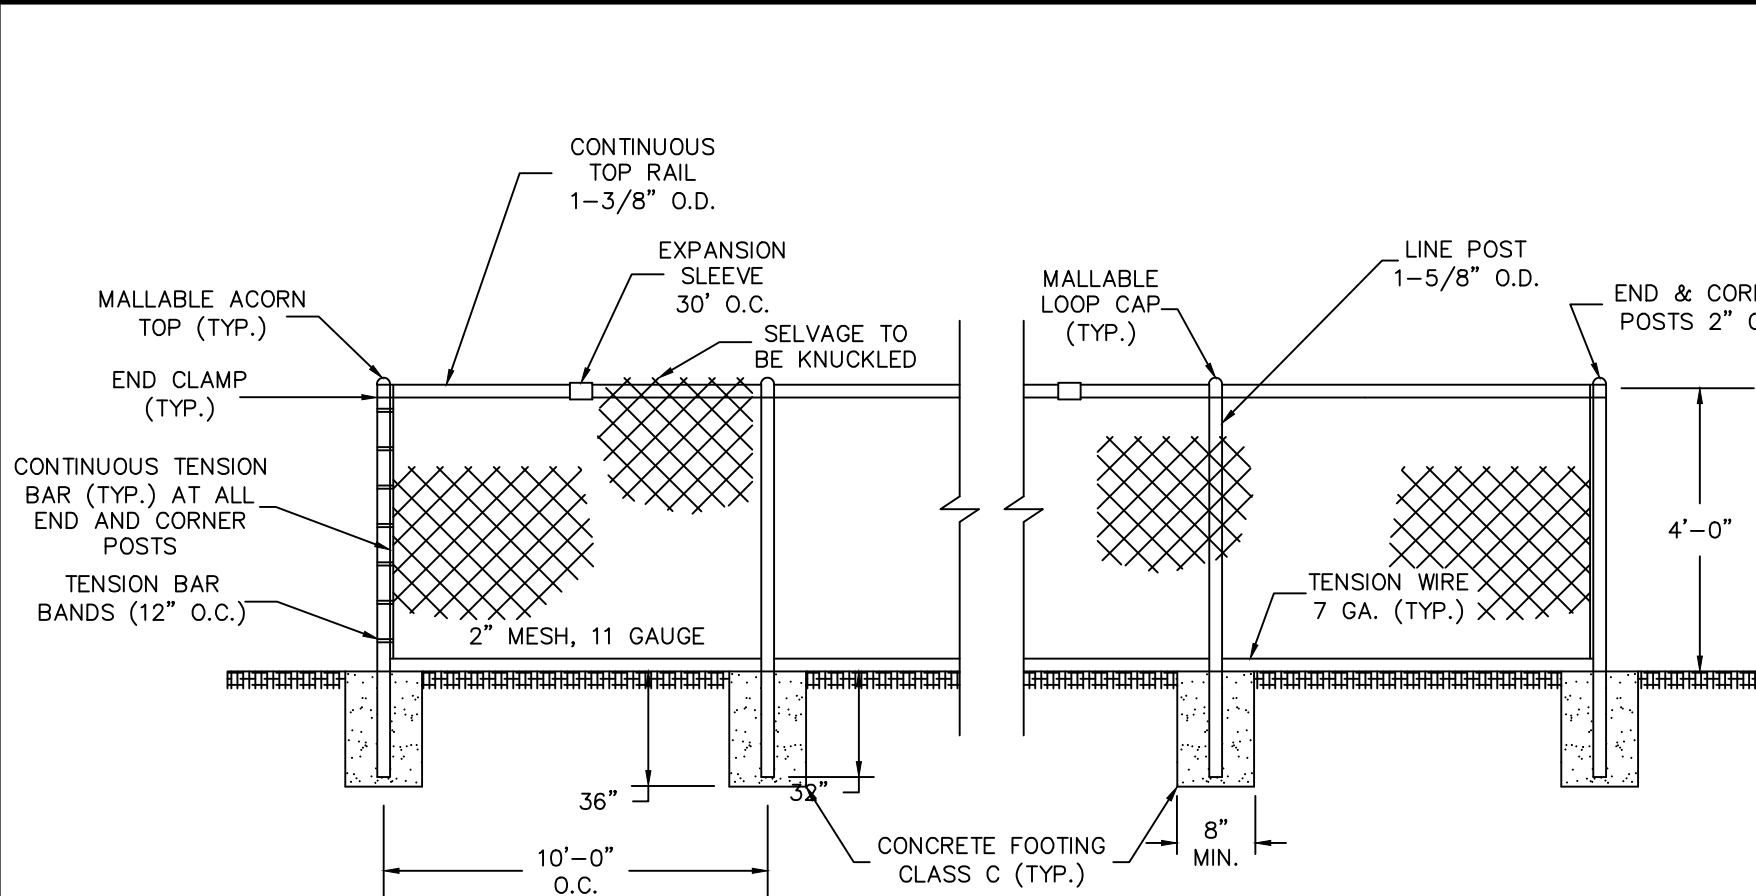 CONTINUOUS
TOP RAIL
1-3/8" O.D.
EXPANSION
SLEEVE
30' O.C.
SELVAGE TO
BE KNUCKLED
MALLABLE ACORN
TOP (TYP.)
END CLAMP
(TYP.)
CONTINUOUS TENSION
BAR (TYP.) AT ALL
END AND CORNER
POSTS
TENSION BAR
BANDS (12" O.C.)
2" MESH, 11 GAUGE
MALLABLE
LOOP CAP
(TYP.)
LINE POST
1-5/8" O.D.
END &
POSTS 2"
4'-0"
TENSION WIRE
7 GA. (TYP.)
36"
32"
10'-0"
O.C.
CONCRETE FOOTING
CLASS C (TYP.)
8"
MIN.